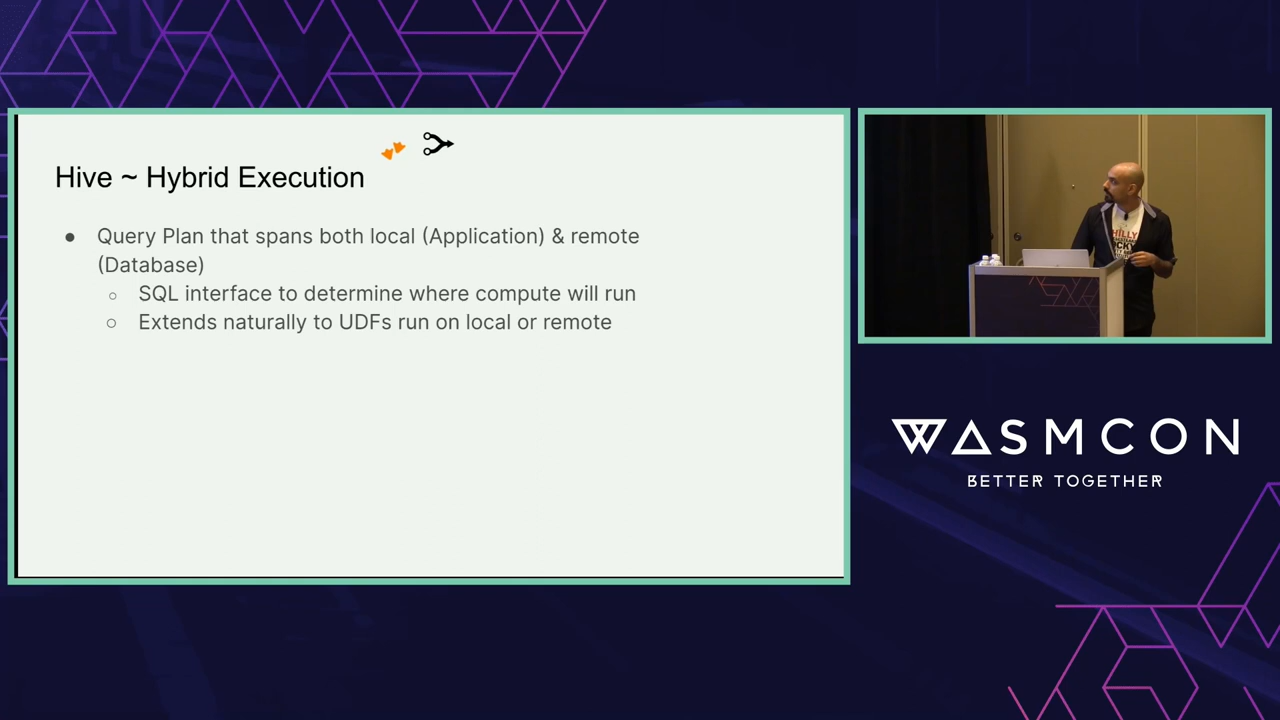 Hive ~ Hybrid Execution
● Query Plan that spans both local (Application) & remote
(Database)
○ SQL interface to determine where compute will run
○ Extends naturally to UDFs run on local or remote
WASMCON
BETTER TOGETHER